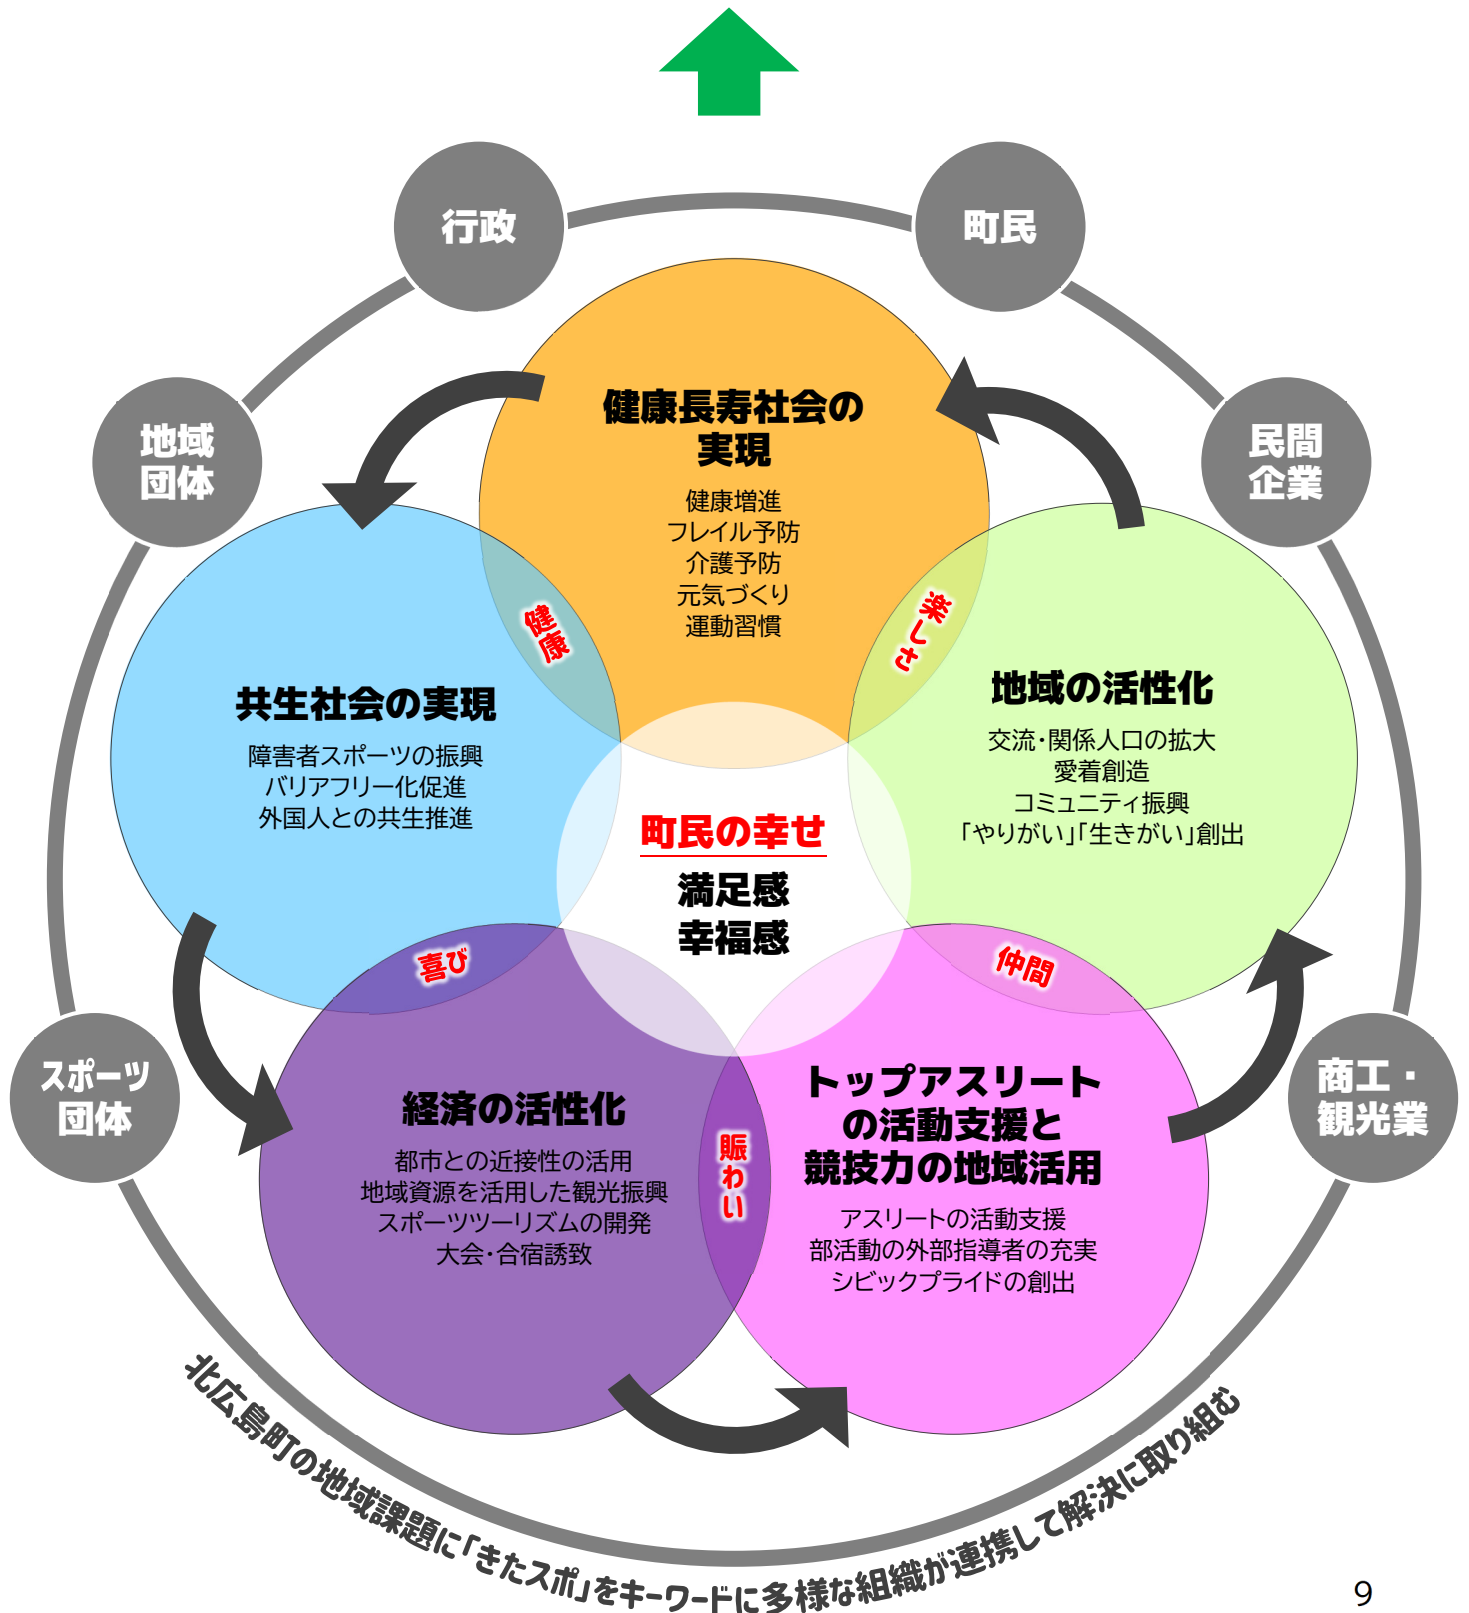 行政
町民
地域
団体
民間
企業
健康長寿社会の
実現
健康増進
フレイル予防
介護予防
元気づくり
運動習慣
健康
楽しさ
共生社会の実現
障害者スポーツの振興
バリアフリー化促進
外国人との共生推進
地域の活性化
交流・関係人口の拡大
愛着創造
コミュニティ振興
「やりがい」「生きがい」創出
町民の幸せ
満足感
幸福感
喜び
仲間
スポーツ
団体
商工・
観光業
経済の活性化
都市との近接性の活用
地域資源を活用した観光振興
スポーツツーリズムの開発
大会・合宿誘致
賑わい
トップアスリート
の活動支援と
競技力の地域活用
アスリートの活動支援
部活動の外部指導者の充実
シビックプライドの創出
北広島町の地域課題に「きたスポ」をキーワードに多様な組織が連携して解決に取り組む
9